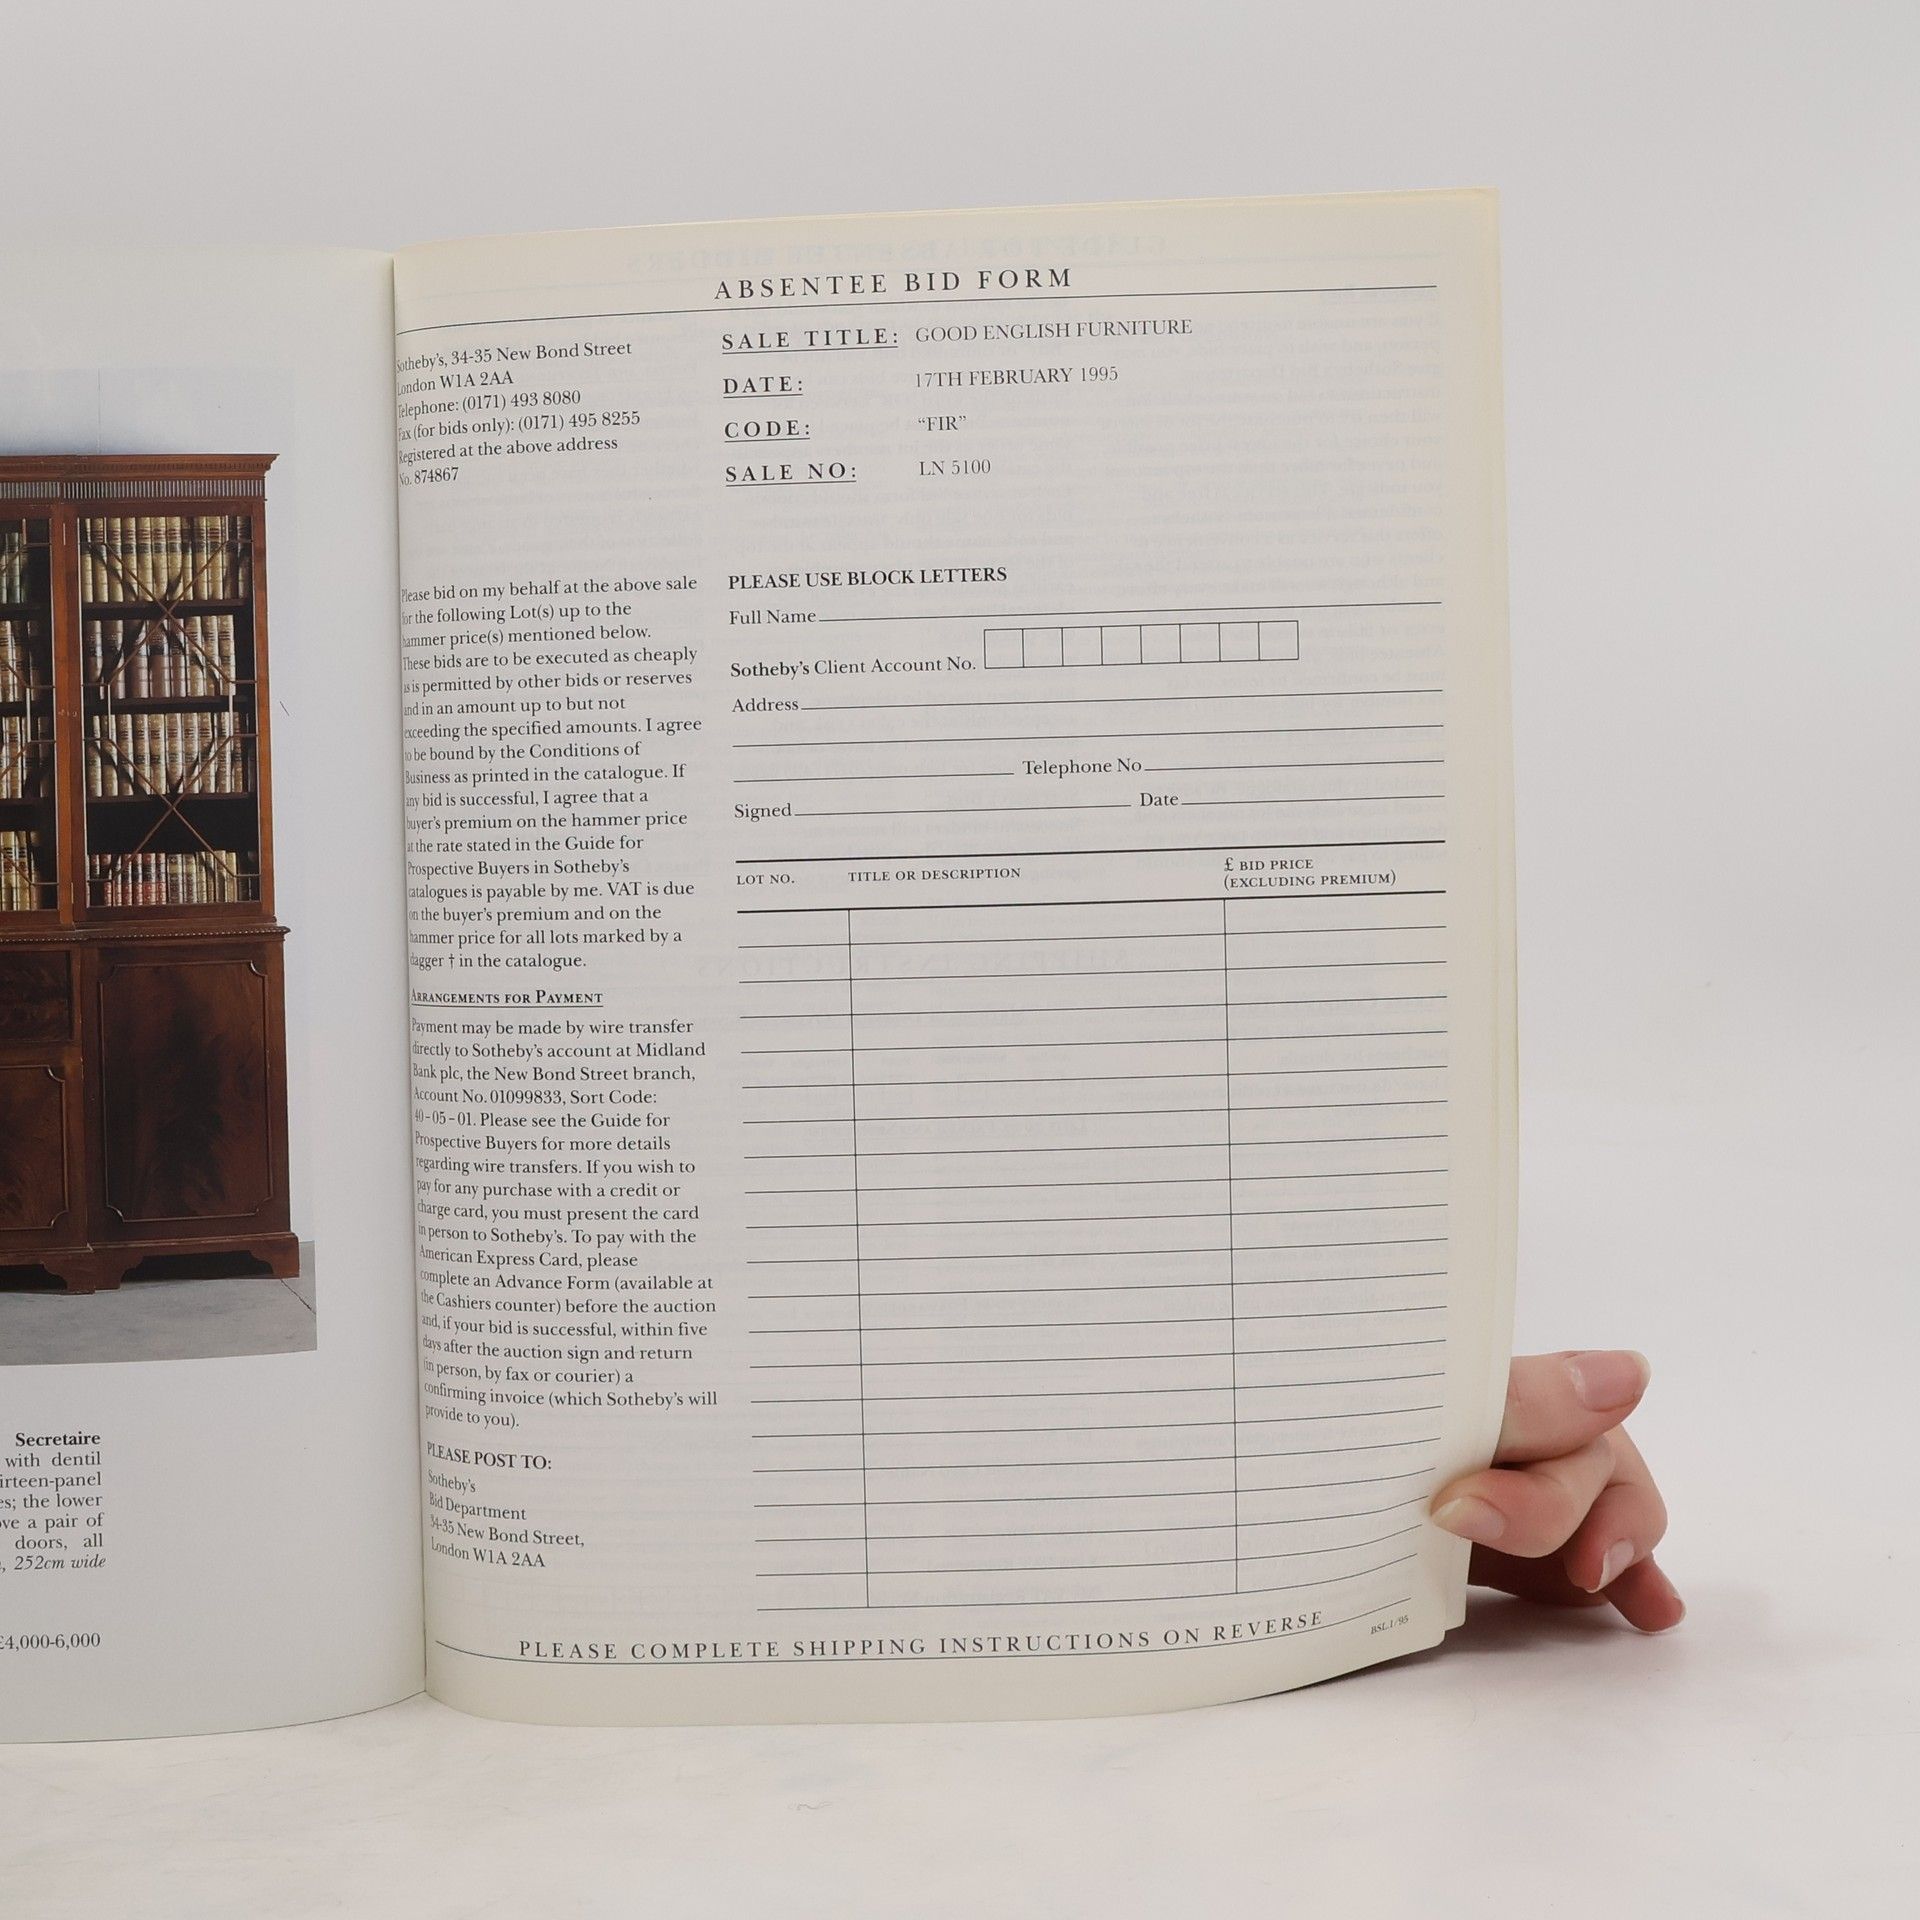 Secretaire
with dentil
irteen-panel
es; the lower
ove a pair of
doors, all
, 252cm wide
£4,000-6,000
ABSENTEE BID FORM
Sotheby's, 34-35 New Bond Street
London W1A 2AA
Telephone: (0171) 493 8080
Fax (for bids only): (0171) 495 8255
Registered at the above address
No. 874867
SALE TITLE: GOOD ENGLISH FURNITURE
DATE: 17TH FEBRUARY 1995
CODE: “FIR”
SALE NO: LN 5100
Please bid on my behalf at the above sale
for the following Lot(s) up to the
hammer price(s) mentioned below.
These bids are to be executed as cheaply
as is permitted by other bids or reserves
and in an amount up to but not
exceeding the specified amounts. I agree
to be bound by the Conditions of
Business as printed in the catalogue. If
any bid is successful, I agree that a
buyer's premium on the hammer price
at the rate stated in the Guide for
Prospective Buyers in Sotheby's
catalogues is payable by me. VAT is due
on the buyer's premium and on the
hammer price for all lots marked by a
dagger † in the catalogue.
ARRANGEMENTS FOR PAYMENT
Payment may be made by wire transfer
directly to Sotheby's account at Midland
Bank plc, the New Bond Street branch,
Account No. 01099833, Sort Code:
40-05-01. Please see the Guide for
Prospective Buyers for more details
regarding wire transfers. If you wish to
pay for any purchase with a credit or
charge card, you must present the card
in person to Sotheby's. To pay with the
American Express Card, please
complete an Advance Form (available at
the Cashiers counter) before the auction
and, if your bid is successful, within five
days after the auction sign and return
(in person, by fax or courier) a
confirming invoice (which Sotheby's will
provide to you).
PLEASE POST TO:
Sotheby's
Bid Department
34-35 New Bond Street,
London W1A 2AA
PLEASE USE BLOCK LETTERS
Full Name
Sotheby's Client Account No.
Address
Telephone No
Signed Date
LOT NO. TITLE OR DESCRIPTION £ BID PRICE
(EXCLUDING PREMIUM)
PLEASE COMPLETE SHIPPING INSTRUCTIONS ON REVERSE
BSL.1/95